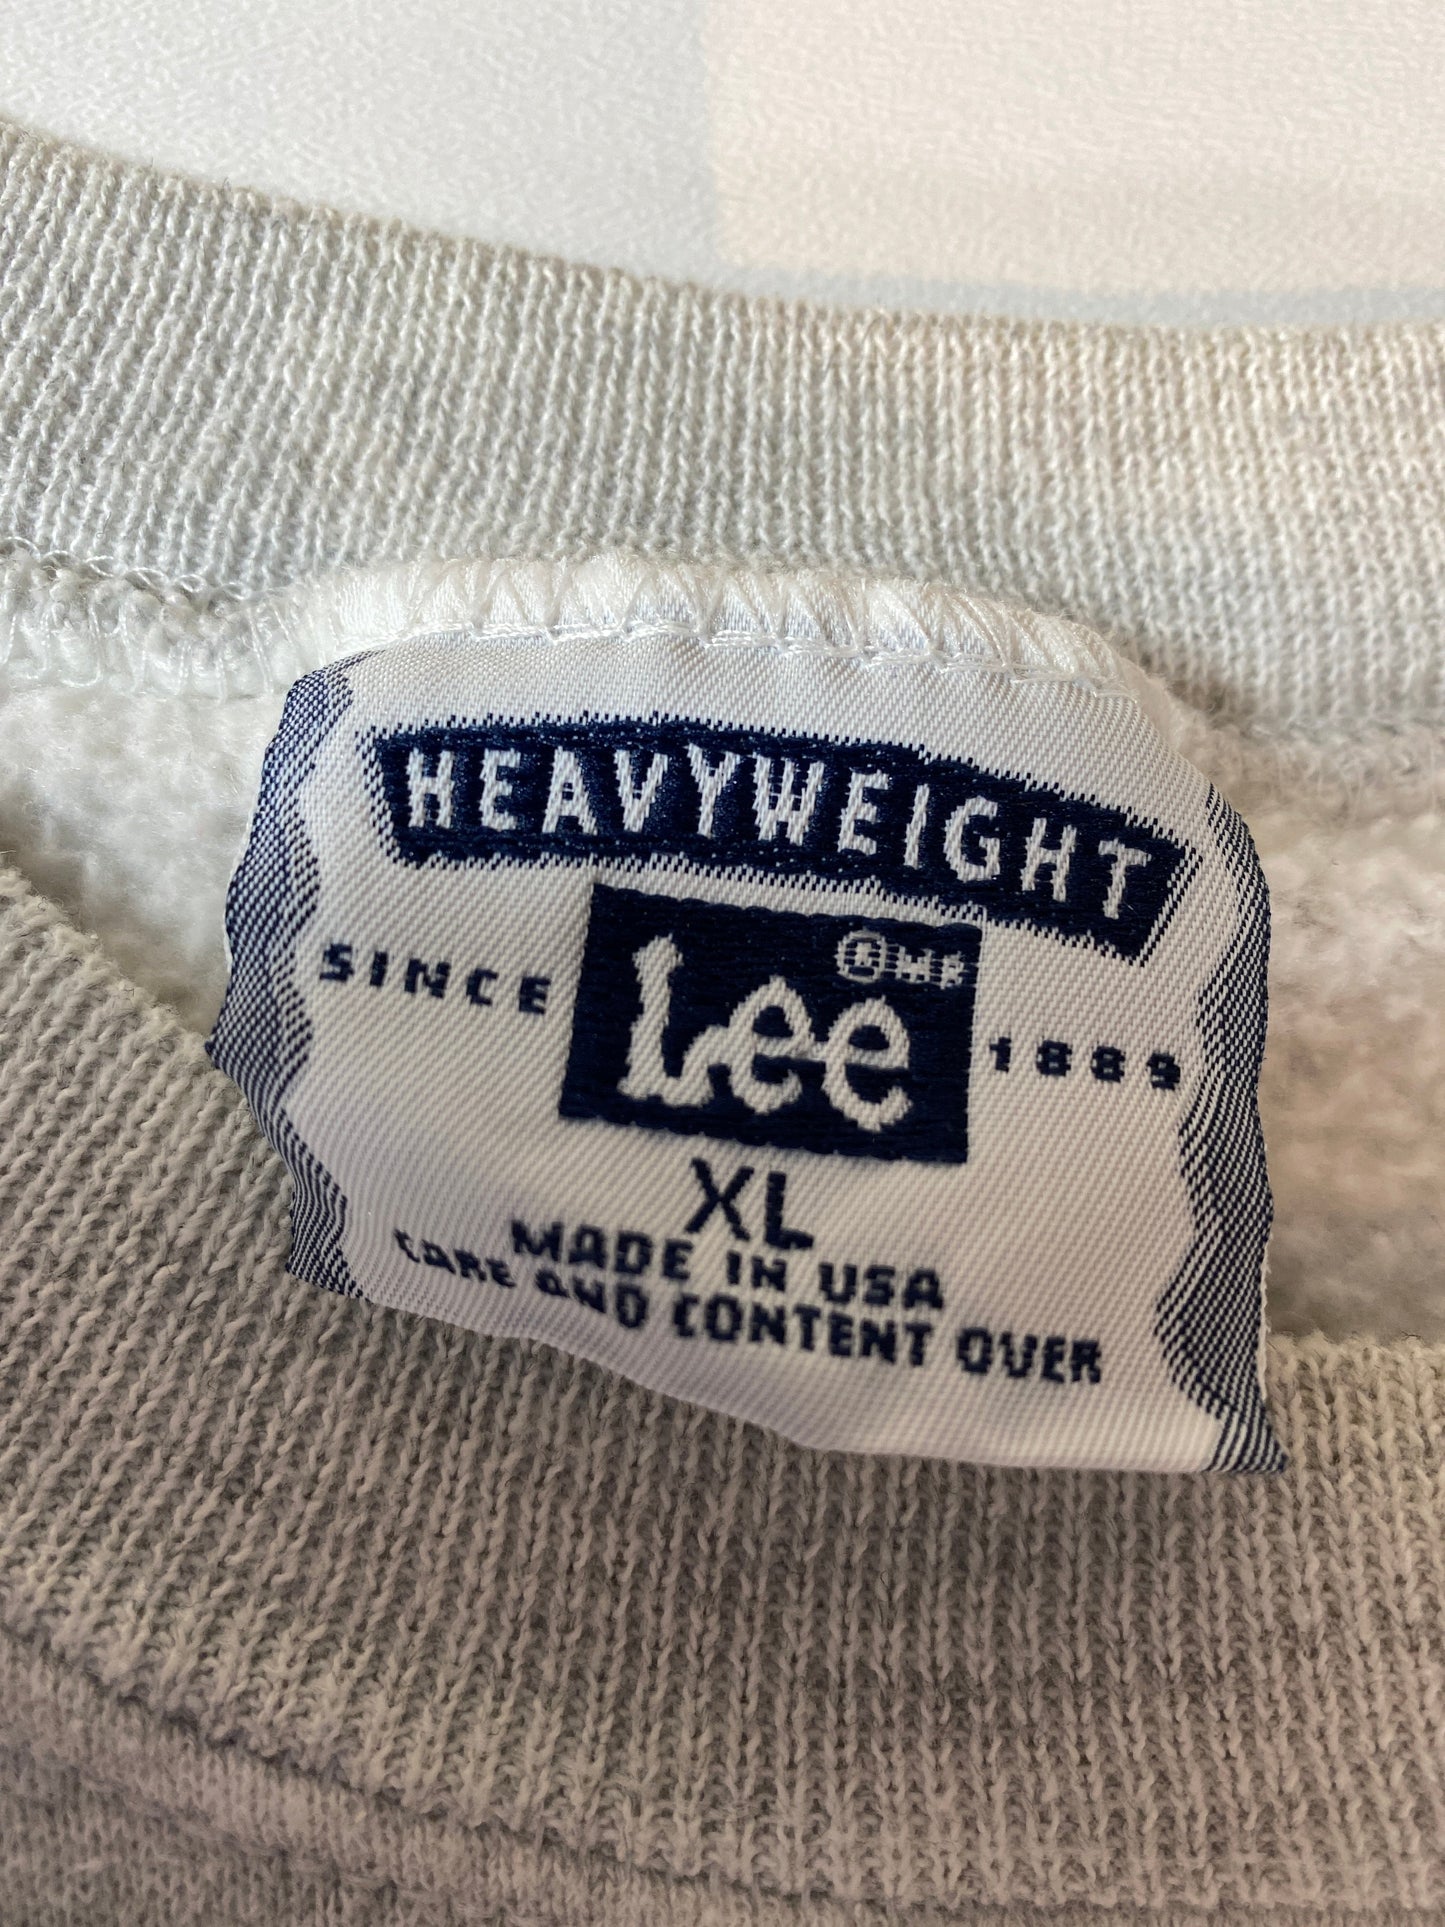 HEAVYWEIGHT
SINCE Lee 1889
XL
MADE IN USA
CARE AND CONTENT OVER